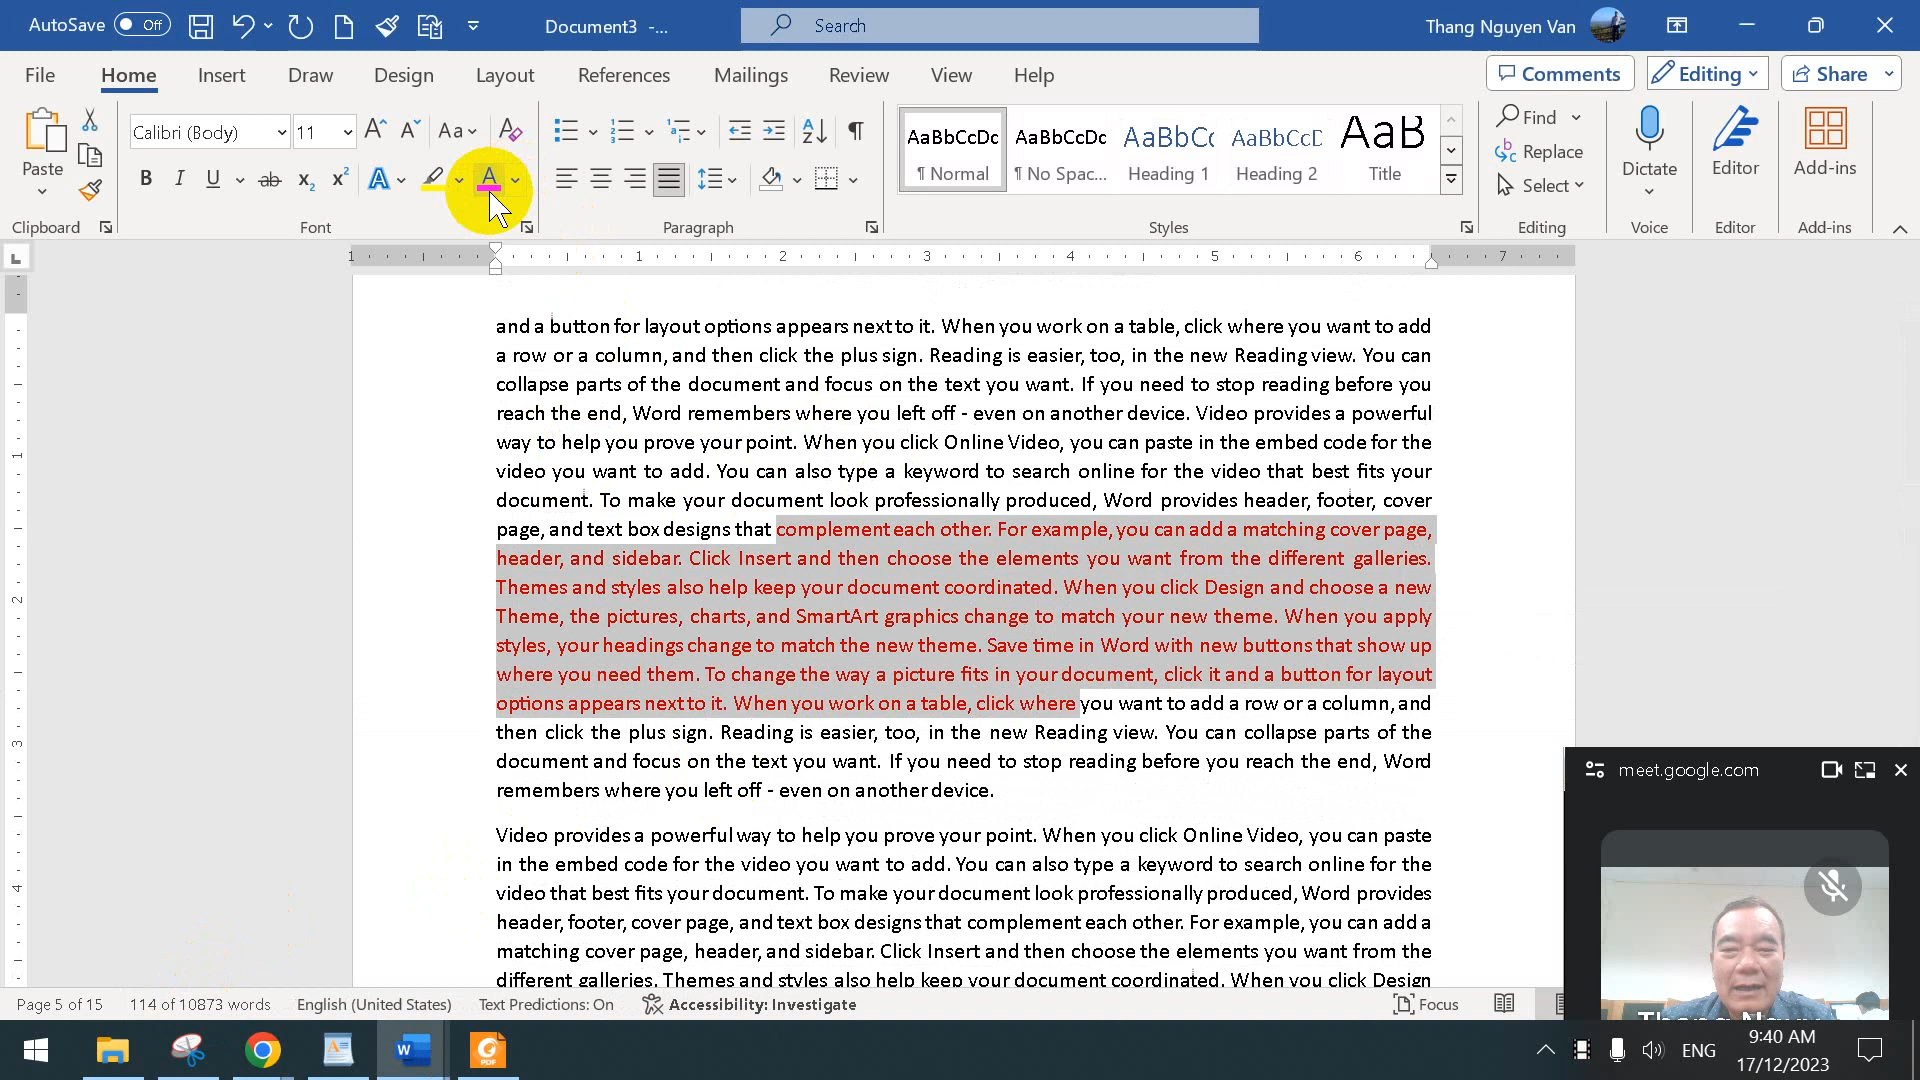 AutoSave Off Document3 -... Search Thang Nguyen Van
File Home Insert Draw Design Layout References Mailings Review View Help Comments Editing Share
Calibri (Body) 11 Aa
AaBbCcDc AaBbCcDc AaBbCc AaBbCcD AaB
Find
Paste
Replace
Dictate Editor Add-ins
¶ Normal ¶ No Spac... Heading 1 Heading 2 Title
Select
Clipboard Font Paragraph Styles Editing Voice Editor Add-ins
1 1 2 3 4 5 6 7
and a button for layout options appears next to it. When you work on a table, click where you want to add
a row or a column, and then click the plus sign. Reading is easier, too, in the new Reading view. You can
collapse parts of the document and focus on the text you want. If you need to stop reading before you
reach the end, Word remembers where you left off - even on another device. Video provides a powerful
way to help you prove your point. When you click Online Video, you can paste in the embed code for the
video you want to add. You can also type a keyword to search online for the video that best fits your
document. To make your document look professionally produced, Word provides header, footer, cover
page, and text box designs that complement each other. For example, you can add a matching cover page,
header, and sidebar. Click Insert and then choose the elements you want from the different galleries.
Themes and styles also help keep your document coordinated. When you click Design and choose a new
Theme, the pictures, charts, and SmartArt graphics change to match your new theme. When you apply
styles, your headings change to match the new theme. Save time in Word with new buttons that show up
where you need them. To change the way a picture fits in your document, click it and a button for layout
options appears next to it. When you work on a table, click where you want to add a row or a column, and
then click the plus sign. Reading is easier, too, in the new Reading view. You can collapse parts of the
document and focus on the text you want. If you need to stop reading before you reach the end, Word
remembers where you left off - even on another device.
Video provides a powerful way to help you prove your point. When you click Online Video, you can paste
in the embed code for the video you want to add. You can also type a keyword to search online for the
video that best fits your document. To make your document look professionally produced, Word provides
header, footer, cover page, and text box designs that complement each other. For example, you can add a
matching cover page, header, and sidebar. Click Insert and then choose the elements you want from the
different galleries. Themes and styles also help keep your document coordinated. When you click Design
meet.google.com
Page 5 of 15 114 of 10873 words English (United States) Text Predictions: On Accessibility: Investigate Focus
ENG
9:40 AM
17/12/2023